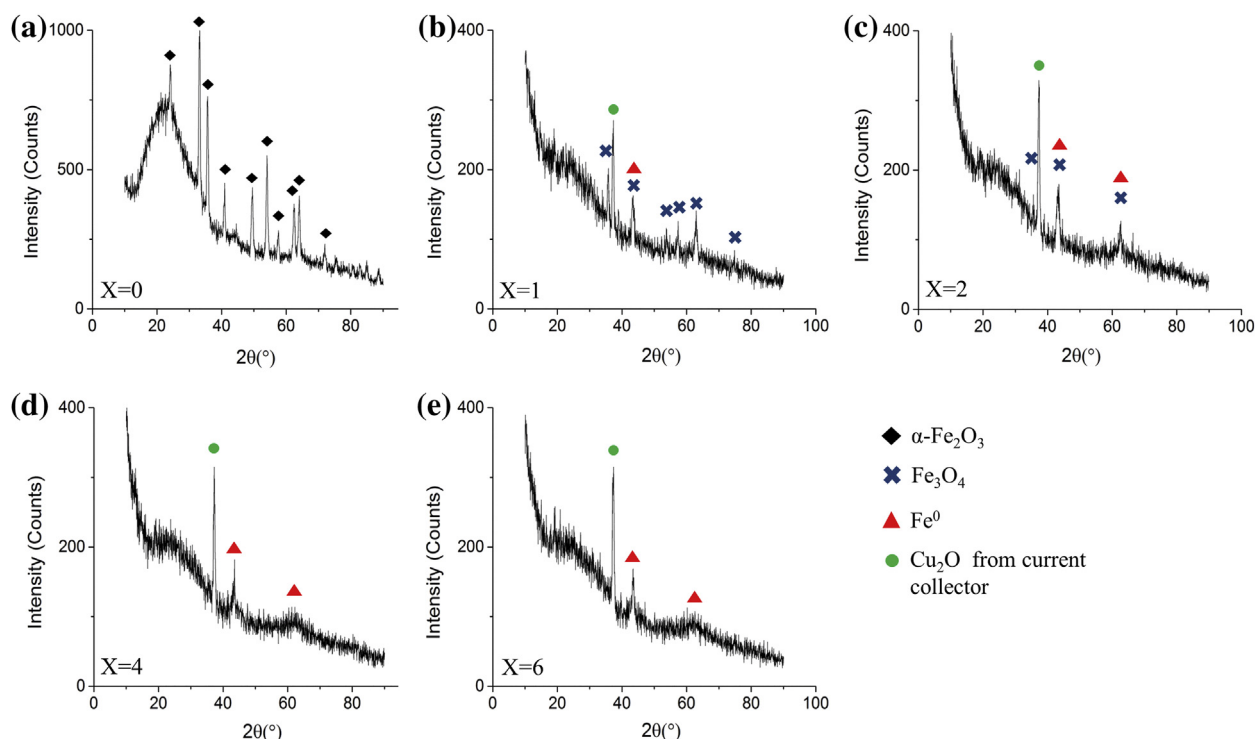 (a)
1000
500
0
0 20 40 60 80
Intensity (Counts)
2θ(°)
X=0
(b)
400
200
0
0 20 40 60 80 100
Intensity (Counts)
2θ(°)
X=1
(c)
400
200
0
0 20 40 60 80 100
Intensity (Counts)
2θ(°)
X=2
(d)
400
200
0
0 20 40 60 80
Intensity (Counts)
2θ(°)
X=4
(e)
400
200
0
0 20 40 60 80 100
Intensity (Counts)
2θ(°)
X=6
α-Fe₂O₃
Fe₃O₄
Fe⁰
Cu₂O from current
collector